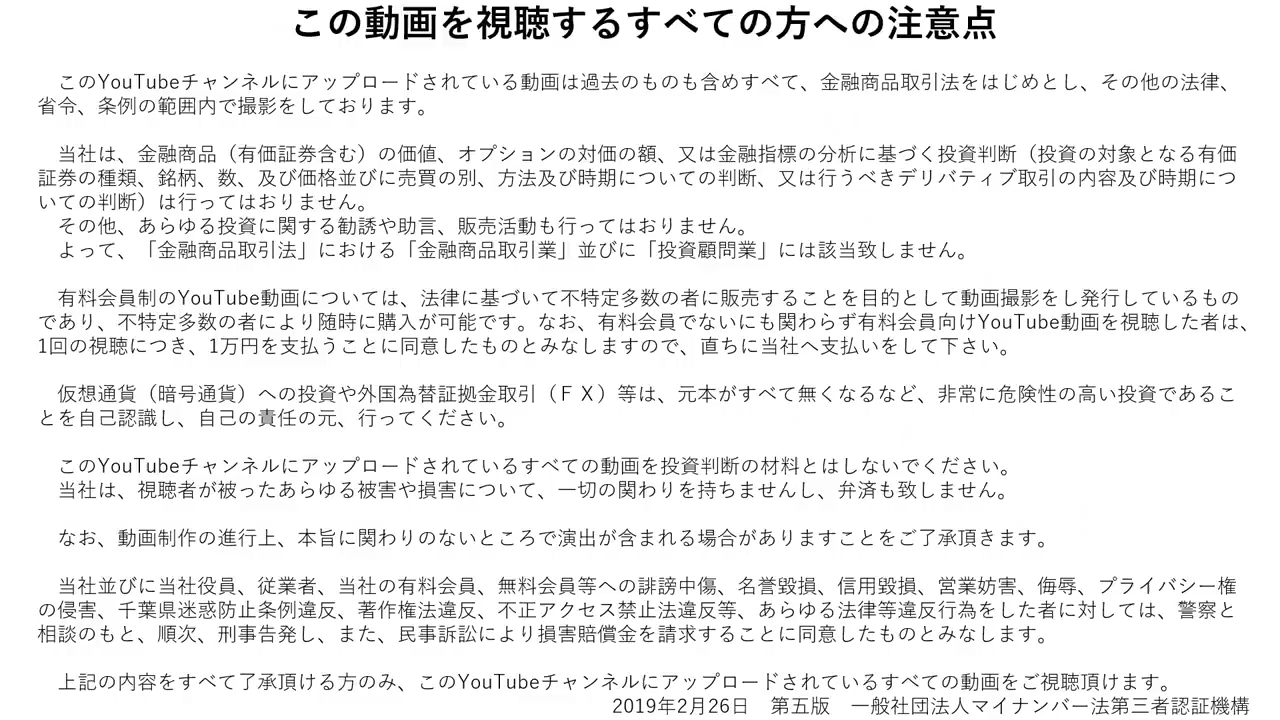 この動画を視聴するすべての方への注意点
このYouTubeチャンネルにアップロードされている動画は過去のものも含めすべて、金融商品取引法をはじめとし、その他の法律、
省令、条例の範囲内で撮影をしております。
当社は、金融商品（有価証券含む）の価値、オプションの対価の額、又は金融指標の分析に基づく投資判断（投資の対象となる有価
証券の種類、銘柄、数、及び価格並びに売買の別、方法及び時期についての判断、又は行うべきデリバティブ取引の内容及び時期につ
いての判断）は行ってはおりません。
その他、あらゆる投資に関する勧誘や助言、販売活動も行ってはおりません。
よって、「金融商品取引法」における「金融商品取引業」並びに「投資顧問業」には該当致しません。
有料会員制のYouTube動画については、法律に基づいて不特定多数の者に販売することを目的として動画撮影をし発行しているもの
であり、不特定多数の者により随時に購入が可能です。なお、有料会員でないにも関わらず有料会員向けYouTube動画を視聴した者は、
1回の視聴につき、1万円を支払うことに同意したものとみなしますので、直ちに当社へ支払いをして下さい。
仮想通貨（暗号通貨）への投資や外国為替証拠金取引（ＦＸ）等は、元本がすべて無くなるなど、非常に危険性の高い投資であるこ
とを自己認識し、自己の責任の元、行ってください。
このYouTubeチャンネルにアップロードされているすべての動画を投資判断の材料とはしないでください。
当社は、視聴者が被ったあらゆる被害や損害について、一切の関わりを持ちませんし、弁済も致しません。
なお、動画制作の進行上、本旨に関わりのないところで演出が含まれる場合がありますことをご了承頂きます。
当社並びに当社役員、従業者、当社の有料会員、無料会員等への誹謗中傷、名誉毀損、信用毀損、営業妨害、侮辱、プライバシー権
の侵害、千葉県迷惑防止条例違反、著作権法違反、不正アクセス禁止法違反等、あらゆる法律等違反行為をした者に対しては、警察と
相談のもと、順次、刑事告発し、また、民事訴訟により損害賠償金を請求することに同意したものとみなします。
上記の内容をすべて了承頂ける方のみ、このYouTubeチャンネルにアップロードされているすべての動画をご視聴頂けます。
2019年2月26日　第五版　一般社団法人マイナンバー法第三者認証機構